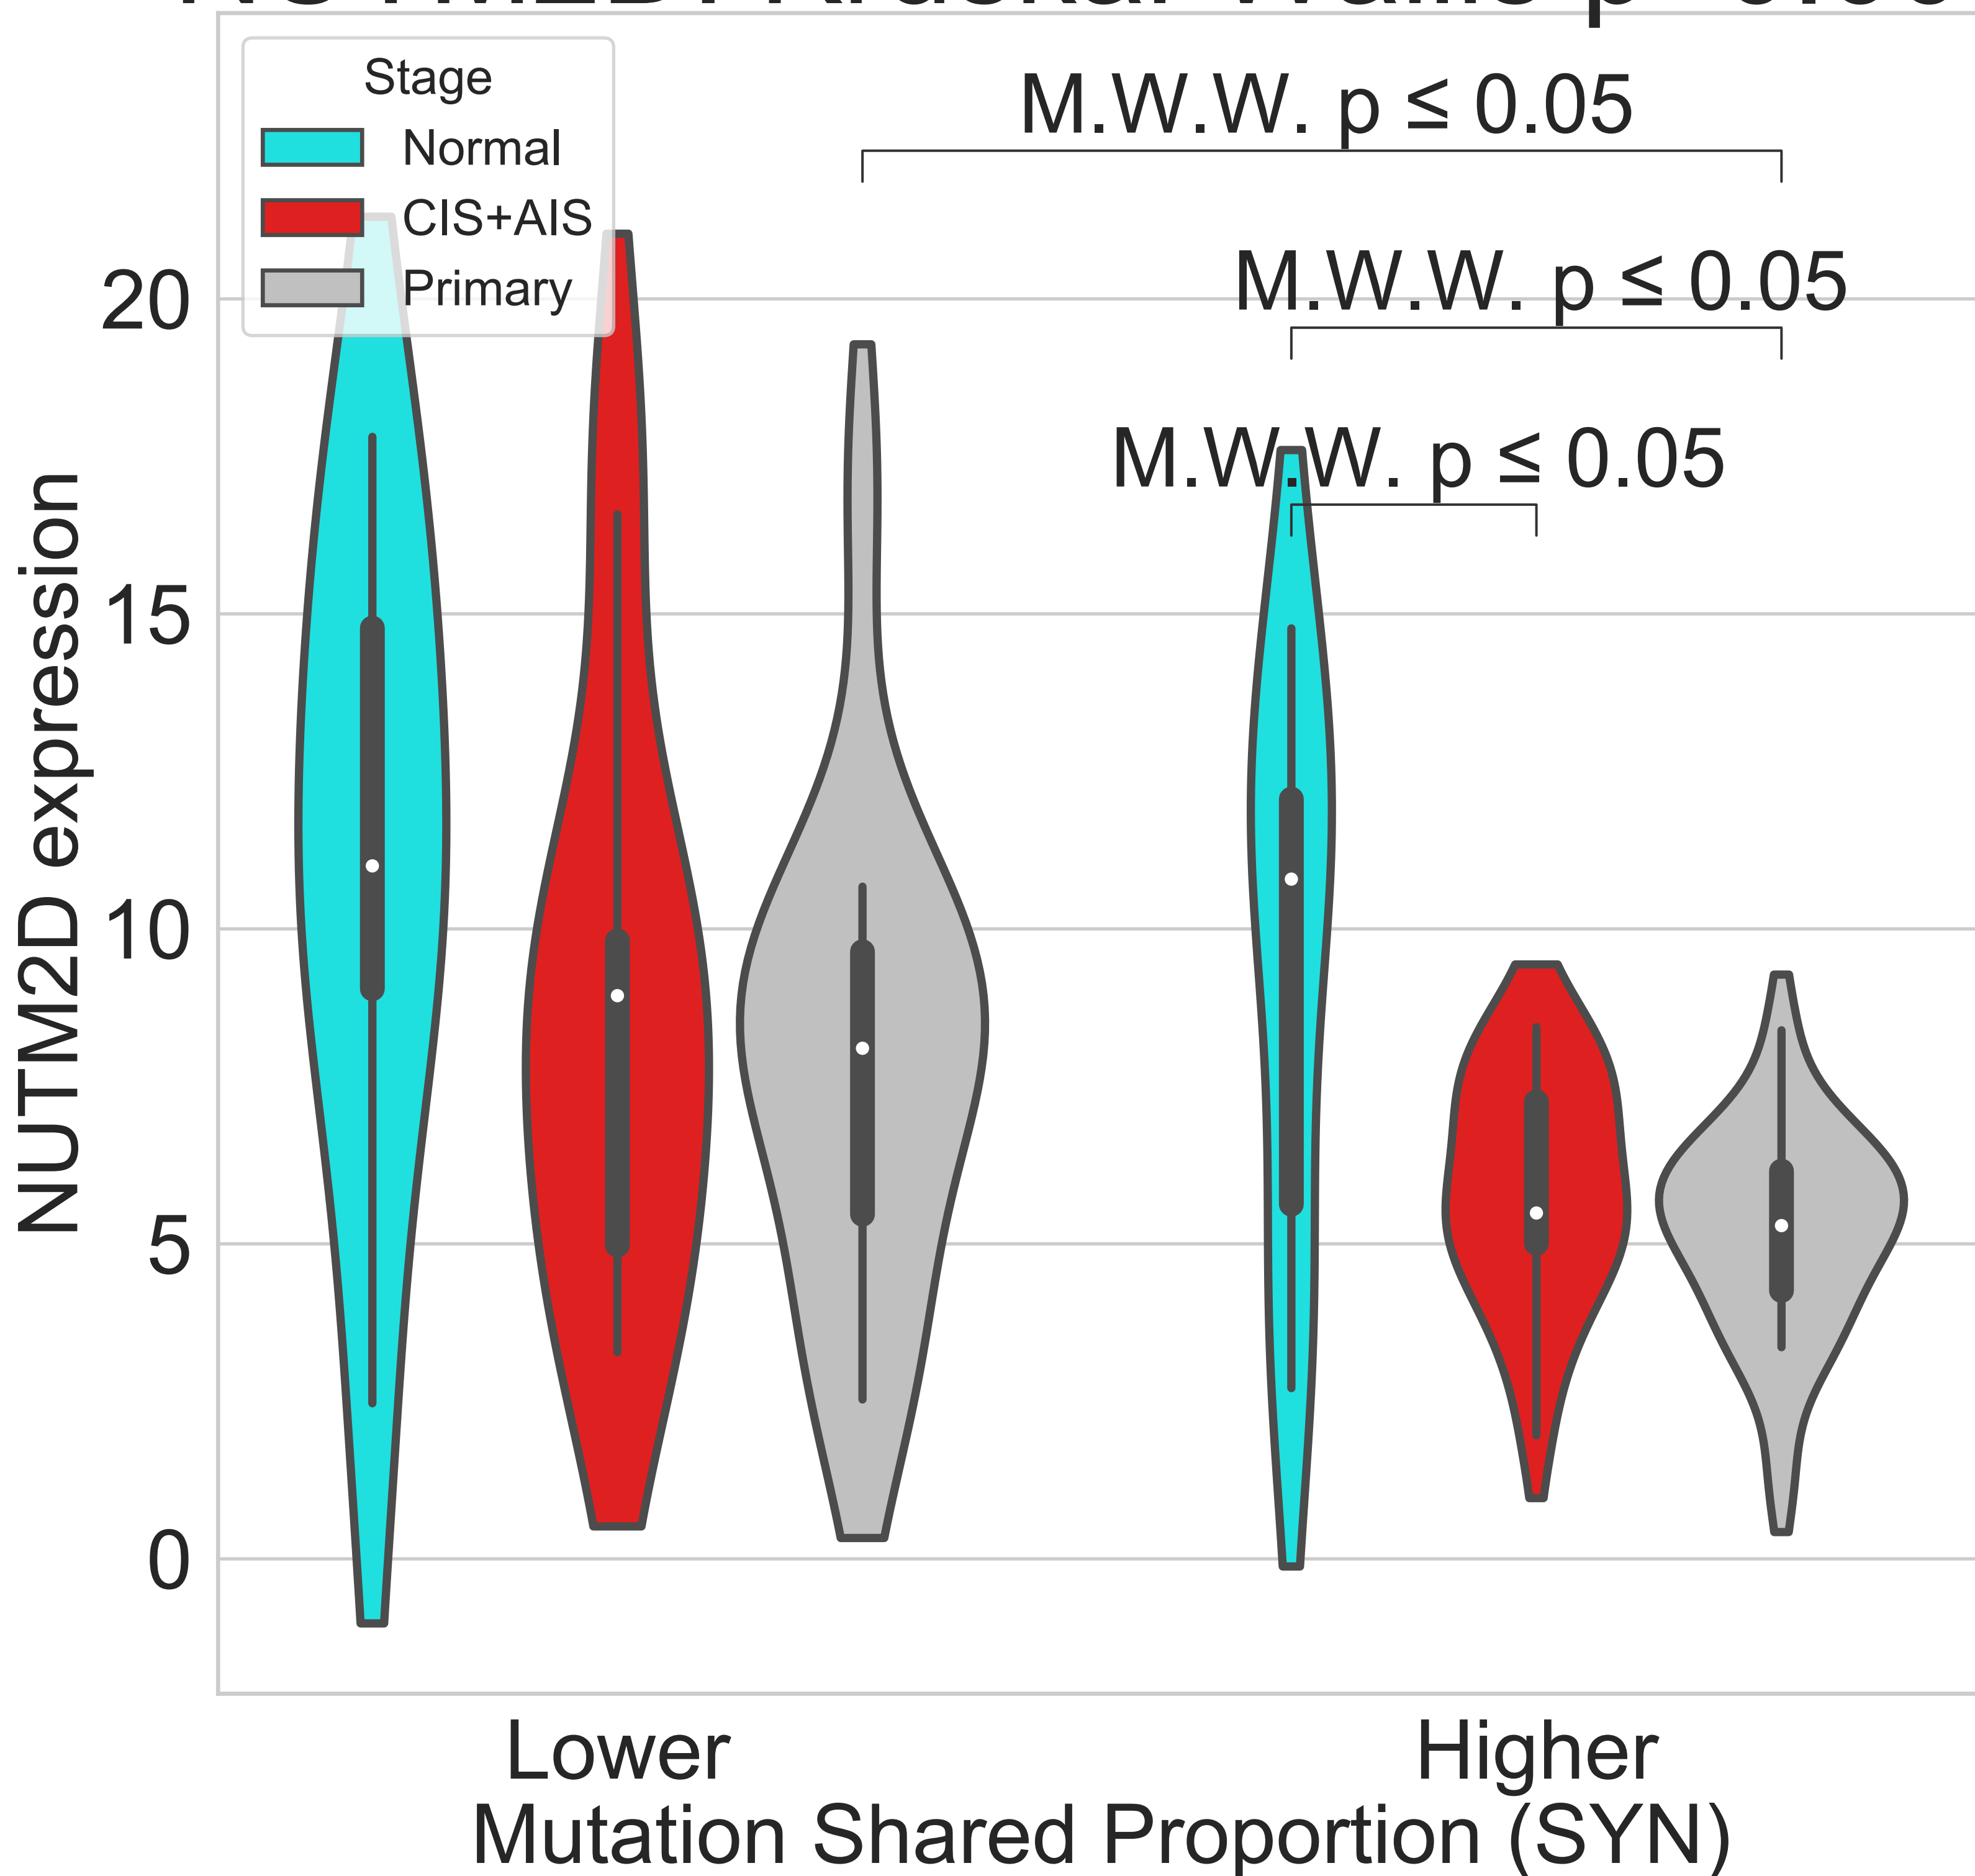 Stage
Normal
CIS+AIS
Primary
M.W.W. p ≤ 0.05
M.W.W. p ≤ 0.05
M.W.W. p ≤ 0.05
20
15
10
5
0
NUTM2D expression
Lower
Higher
Mutation Shared Proportion (SYN)